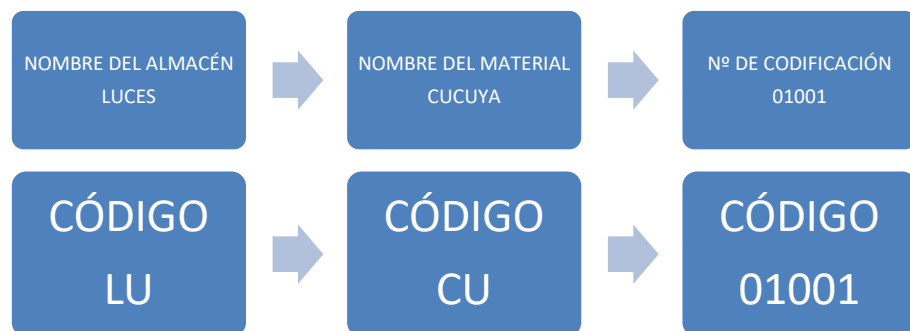 NOMBRE DEL ALMACÉN
LUCES
NOMBRE DEL MATERIAL
CUCUYA
Nº DE CODIFICACIÓN
01001
CÓDIGO
LU
CÓDIGO
CU
CÓDIGO
01001